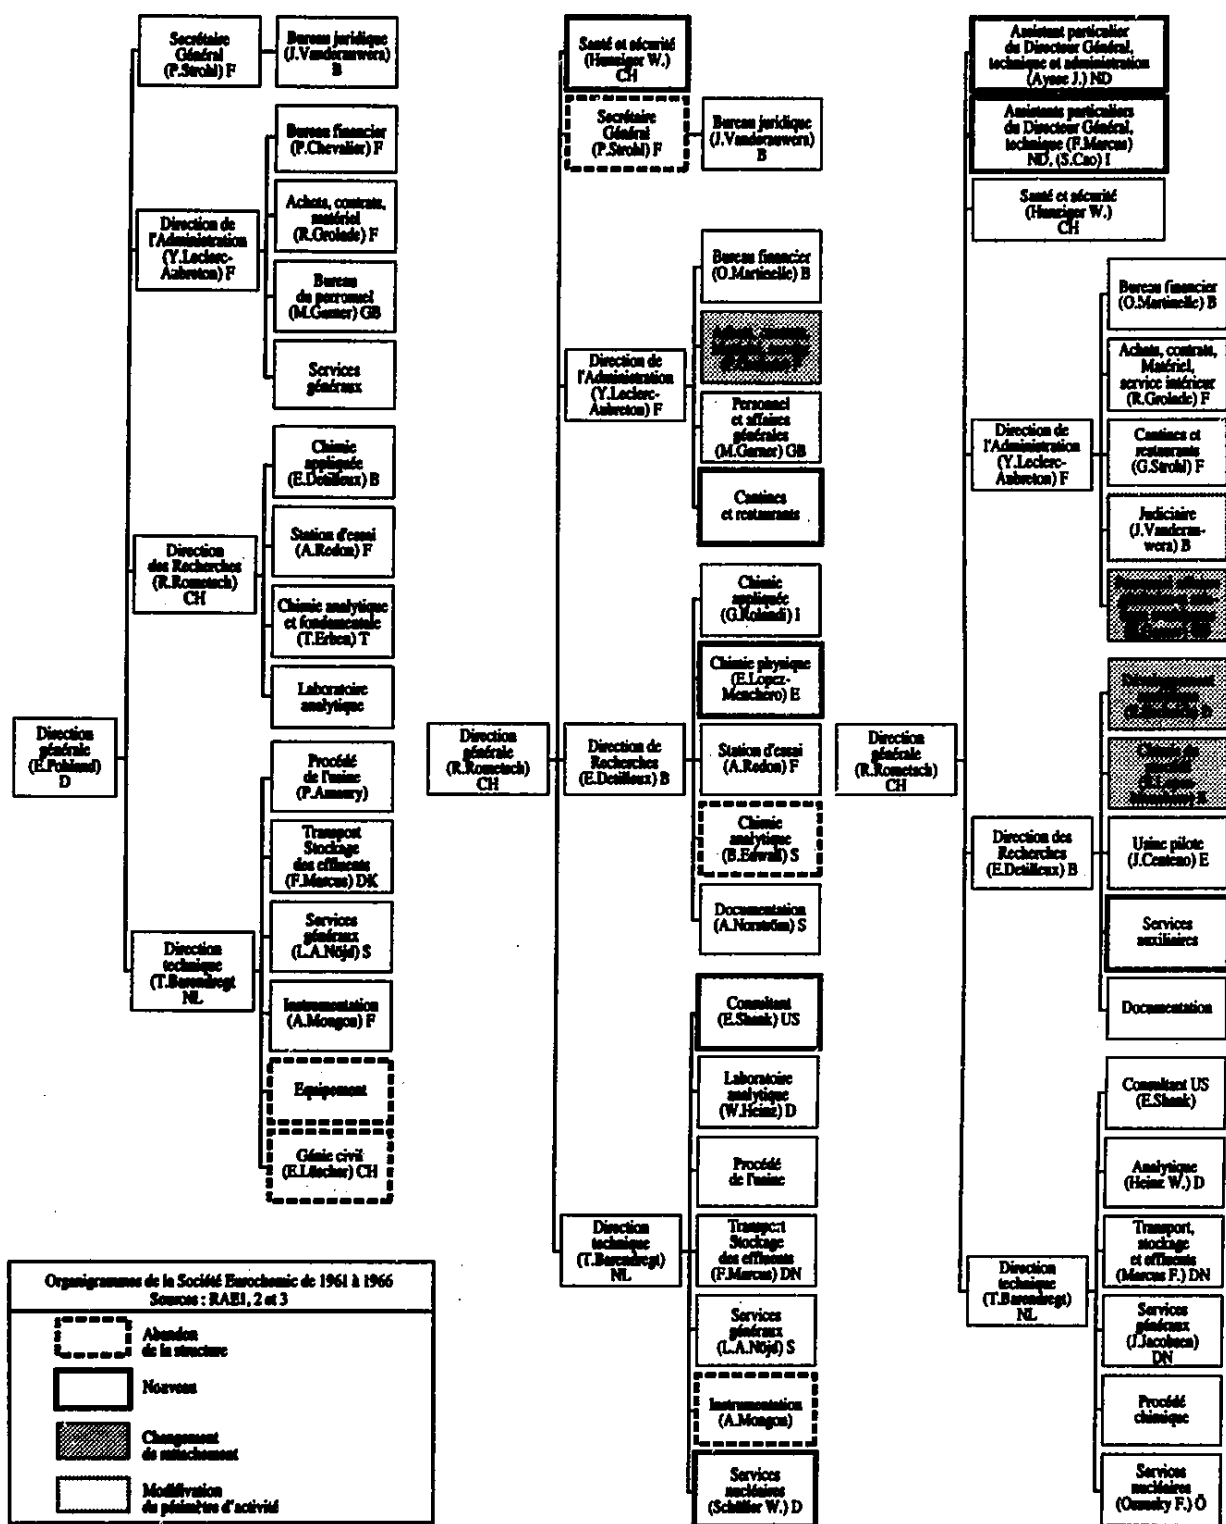 Secrétaire
Général
(P.Strohl) F
Bureau juridique
(J.Vanderauwera)
B
Bureau financier
(P.Chevalier) F
Achats, contrats,
matériel
(R.Grolade) F
Direction de
l'Administration
(Y.Leclerc-
Aubreton) F
Bureau
du personnel
(M.Garner) GB
Services
généraux
Chimie
appliquée
(E.Detilleux) B
Station d'essai
(A.Redon) F
Direction
des Recherches
(R.Rometsch)
CH
Chimie analytique
et fondamentale
(T.Erben) T
Laboratoire
analytique
Direction
générale
(E.Pohland)
D
Procédé
de l'usine
(P.Amaury)
Transport
Stockage
des effluents
(F.Marcus) DK
Services
généraux
(L.A.Nöjd) S
Direction
technique
(T.Barendregt
NL
Instrumentation
(A.Mongon) F
Equipement
Génie civil
(E.Lüscher) CH
Santé et sécurité
(Hunziger W.)
CH
Secrétaire
Général
(P.Strohl) F
Bureau juridique
(J.Vanderauwera)
B
Bureau financier
(O.Martinelle) B
Direction de
l'Administration
(Y.Leclerc-
Aubreton) F
Personnel
et affaires
générales
(M.Garner) GB
Cantines
et restaurants
Chimie
appliquée
(G.Rolandi) I
Chimie physique
(E.Lopez-
Menchero) E
Direction
générale
(R.Rometsch)
CH
Direction de
Recherches
(E.Detilleux) B
Station d'essai
(A.Redon) F
Chimie
analytique
(B.Edwall) S
Documentation
(A.Norström) S
Consultant
(E.Shank) US
Laboratoire
analytique
(W.Heinz) D
Procédé
de l'usine
Direction
technique
(T.Barendregt)
NL
Transport
Stockage
des effluents
(F.Marcus) DN
Services
généraux
(L.A.Nöjd) S
Instrumentation
(A.Mongon)
Services
nucléaires
(Schüller W.) D
Assistant particulier
du Directeur Général,
technique et administration
(Aysse J.) ND
Assistants particuliers
du Directeur Général,
technique (F.Marcus)
ND, (S.Cao) I
Santé et sécurité
(Hunziger W.)
CH
Bureau financier
(O.Martinelle) B
Achats, contrats,
Matériel,
service intérieur
(R.Grolade) F
Direction de
l'Administration
(Y.Leclerc-
Aubreton) F
Cantines et
restaurants
(G.Strohl) F
Judiciaire
(J.Vanderau-
wera) B
Direction
générale
(R.Rometsch)
CH
Direction des
Recherches
(E.Detilleux) B
Usine pilote
(J.Centeno) E
Services
auxiliaires
Documentation
Consultant US
(E.Shank)
Analytique
(Heinz W.) D
Direction
technique
(T.Barendregt)
NL
Transport,
stockage
et effluents
(Marcus F.) DN
Services
généraux
(J.Jacobsen)
DN
Procédé
chimique
Services
nucléaires
(Osnusky F.) Ö
Organigrammes de la Société Eurochemic de 1961 à 1966
Sources : RAE1, 2 et 3
Abandon
de la structure
Nouveau
Changement
de rattachement
Modifivation
du périmètre d'activité